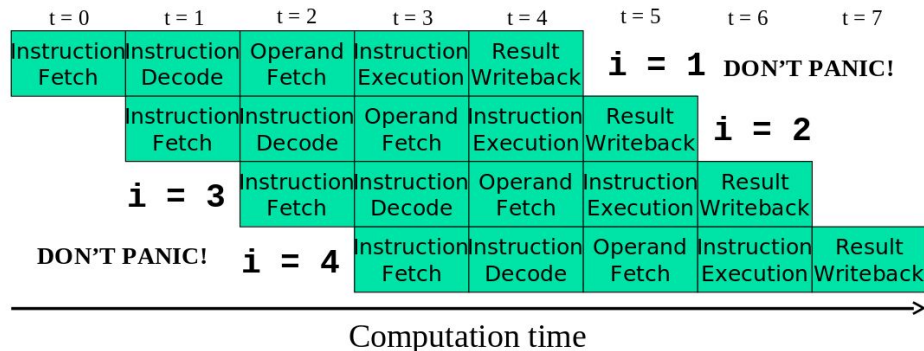 t = 0 t = 1 t = 2 t = 3 t = 4 t = 5 t = 6 t = 7
Instruction Instruction Operand Instruction Result
Fetch Decode Fetch Execution Writeback
i = 1 DON’T PANIC!
Instruction Instruction Operand Instruction Result
Fetch Decode Fetch Execution Writeback
i = 2
i = 3
Instruction Instruction Operand Instruction Result
Fetch Decode Fetch Execution Writeback
DON’T PANIC! i = 4
Instruction Instruction Operand Instruction Result
Fetch Decode Fetch Execution Writeback
Computation time